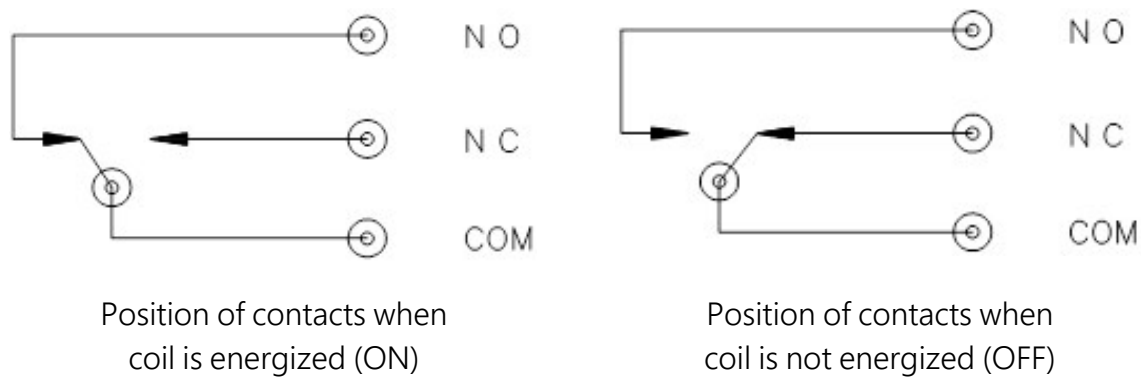 N O
N C
COM
Position of contacts when
coil is energized (ON)
N O
N C
COM
Position of contacts when
coil is not energized (OFF)